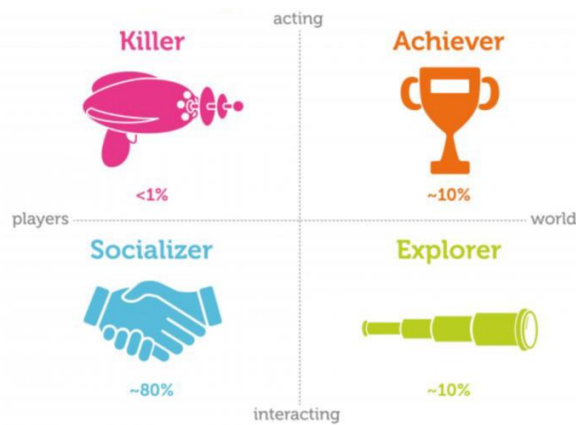 acting
Killer
Achiever
<1%
~10%
players
world
Socializer
Explorer
~80%
~10%
interacting